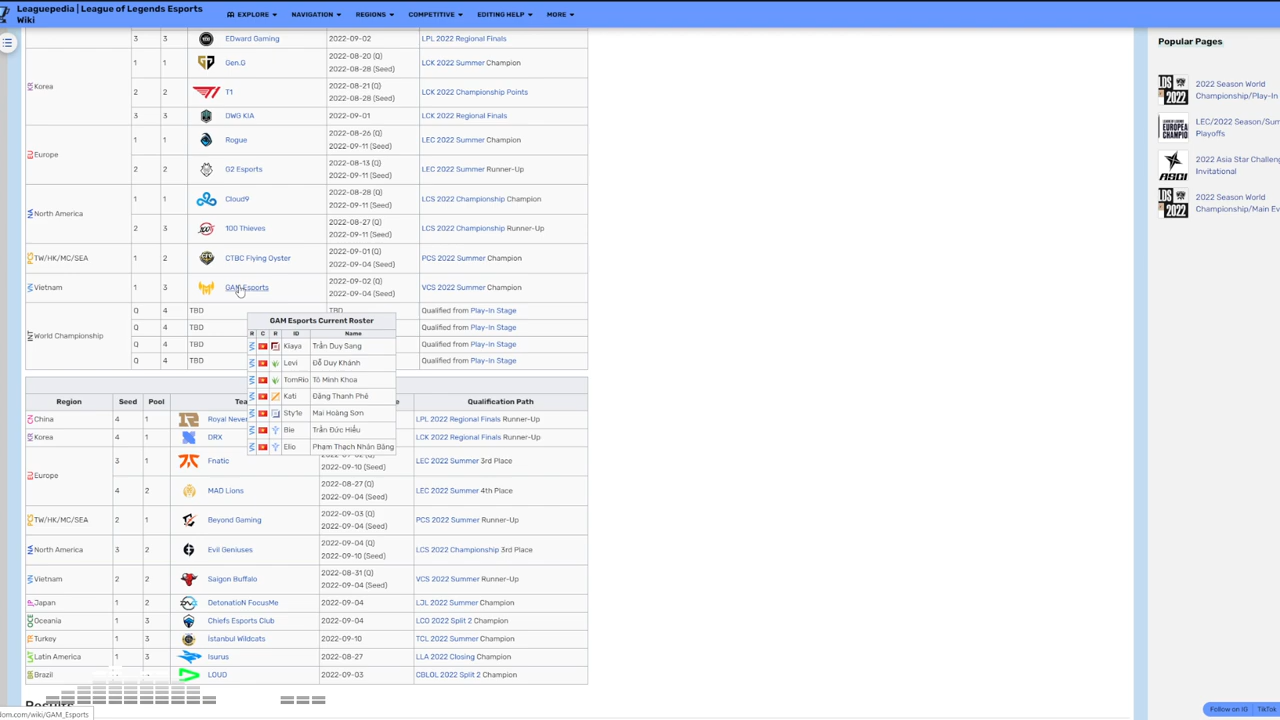 Leaguepedia | League of Legends Esports Wiki
EXPLORE NAVIGATION REGIONS COMPETITIVE EDITING HELP MORE
3 3 EDward Gaming 2022-09-02 LPL 2022 Regional Finals
Korea
1 1 Gen.G 2022-08-20 (Q) 2022-08-28 (Seed) LCK 2022 Summer Champion
2 2 T1 2022-08-21 (Q) 2022-08-28 (Seed) LCK 2022 Championship Points
3 3 DWG KIA 2022-09-01 LCK 2022 Regional Finals
Europe
1 1 Rogue 2022-08-26 (Q) 2022-09-11 (Seed) LEC 2022 Summer Champion
2 2 G2 Esports 2022-08-13 (Q) 2022-09-11 (Seed) LEC 2022 Summer Runner-Up
North America
1 1 Cloud9 2022-08-28 (Q) 2022-09-11 (Seed) LCS 2022 Championship Champion
2 3 100 Thieves 2022-08-27 (Q) 2022-09-11 (Seed) LCS 2022 Championship Runner-Up
TW/HK/MC/SEA 1 2 CTBC Flying Oyster 2022-09-01 (Q) 2022-09-04 (Seed) PCS 2022 Summer Champion
Vietnam 1 3 GAM Esports 2022-09-02 (Q) 2022-09-04 (Seed) VCS 2022 Summer Champion
World Championship
Q 4 TBD TBD Qualified from Play-In Stage
Q 4 TBD Qualified from Play-In Stage
Q 4 TBD Qualified from Play-In Stage
Q 4 TBD Qualified from Play-In Stage
GAM Esports Current Roster
R C R ID Name
Kiaya Trần Duy Sang
Levi Đỗ Duy Khánh
TomRio Tô Minh Khoa
Kati Đặng Thanh Phê
Sty1e Mai Hoàng Sơn
Bie Trần Đức Hiếu
Elio Phạm Thạch Nhân Băng
Region Seed Pool Qualification Path
China 4 1 LPL 2022 Regional Finals Runner-Up
Korea 4 1 DRX LCK 2022 Regional Finals Runner-Up
Europe
3 1 Fnatic 2022-09-10 (Seed) LEC 2022 Summer 3rd Place
4 2 MAD Lions 2022-08-27 (Q) 2022-09-04 (Seed) LEC 2022 Summer 4th Place
TW/HK/MC/SEA 2 1 Beyond Gaming 2022-09-03 (Q) 2022-09-04 (Seed) PCS 2022 Summer Runner-Up
North America 3 2 Evil Geniuses 2022-09-04 (Q) 2022-09-10 (Seed) LCS 2022 Championship 3rd Place
Vietnam 2 2 Saigon Buffalo 2022-08-31 (Q) 2022-09-04 (Seed) VCS 2022 Summer Runner-Up
Japan 1 2 DetonatioN FocusMe 2022-09-04 LJL 2022 Summer Champion
Oceania 1 3 Chiefs Esports Club 2022-09-04 LCO 2022 Split 2 Champion
Turkey 1 3 İstanbul Wildcats 2022-09-10 TCL 2022 Summer Champion
Latin America 1 3 Isurus 2022-08-27 LLA 2022 Closing Champion
Brazil LOUD 2022-09-03 CBLOL 2022 Split 2 Champion
Popular Pages
2022 Season World
Championship/Play-In
LEC/2022 Season/Sum
Playoffs
2022 Asia Star Challen
Invitational
2022 Season World
Championship/Main Ev
dom.com/wiki/GAM_Esports
Follow on IG TikTok